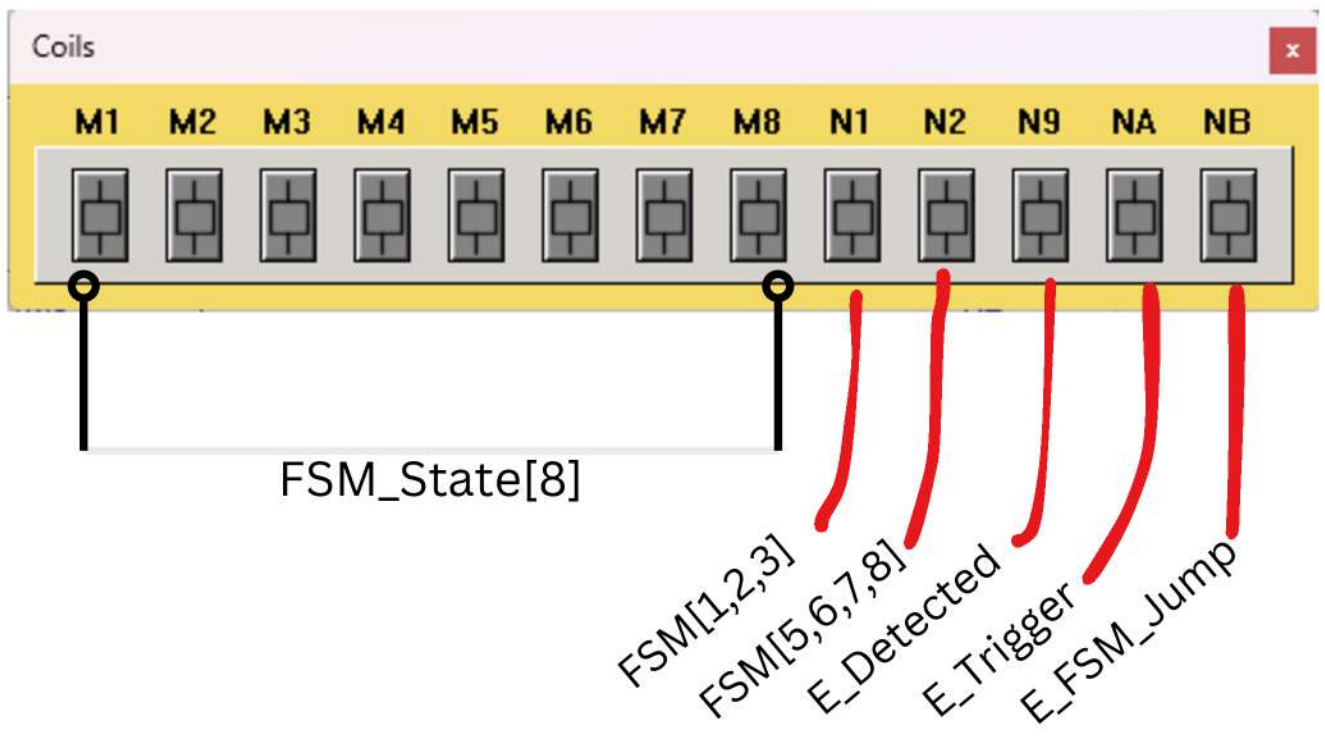 Coils
x
M1 M2 M3 M4 M5 M6 M7 M8 N1 N2 N9 NA NB
FSM_State[8]
FSM[1,2,3]
FSM[5,6,7,8]
E_Detected
E_Trigger
E_FSM_Jump